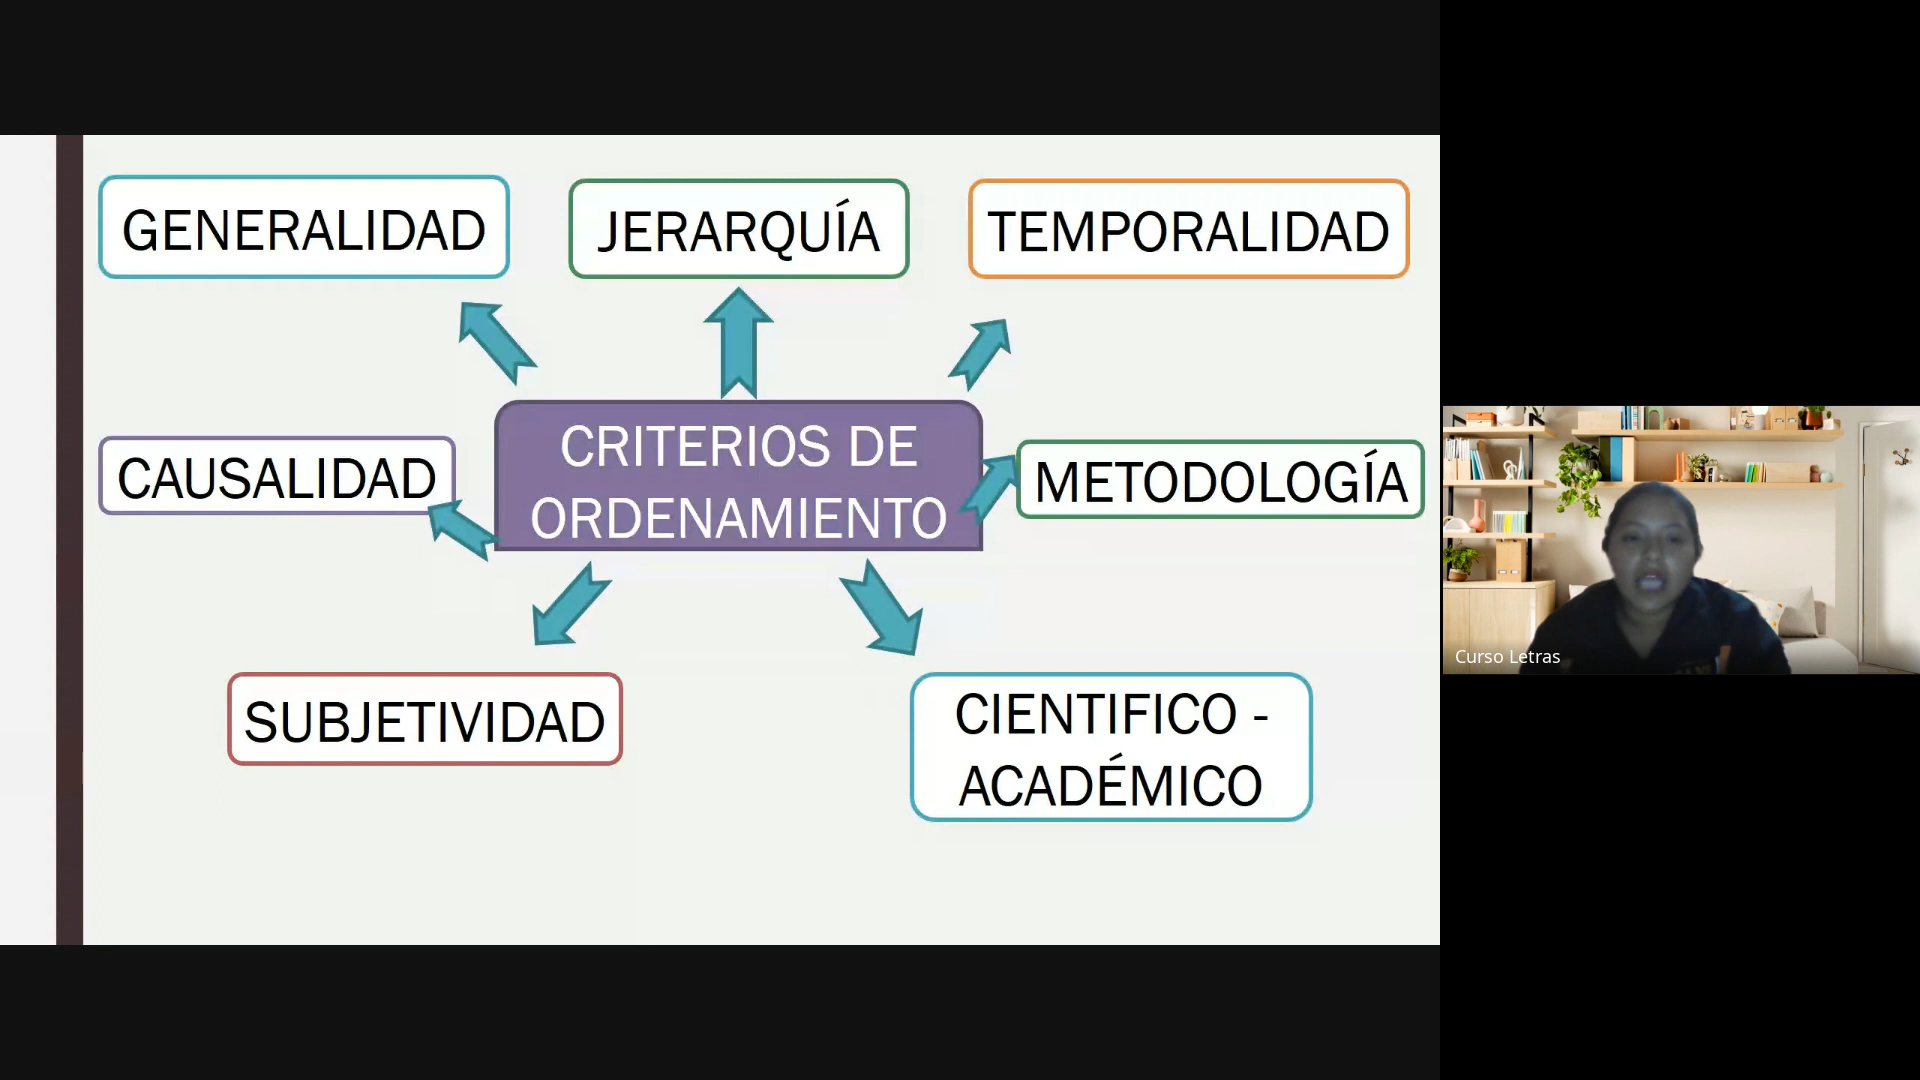 GENERALIDAD
JERARQUÍA
TEMPORALIDAD
CAUSALIDAD
CRITERIOS DE
ORDENAMIENTO
METODOLOGÍA
SUBJETIVIDAD
CIENTIFICO -
ACADÉMICO
Curso Letras